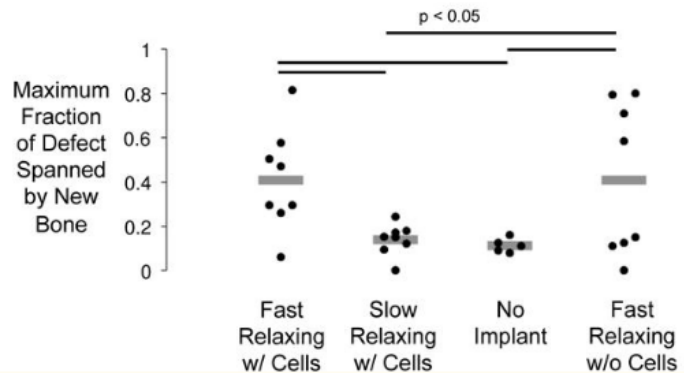 p < 0.05
Maximum
Fraction
of Defect
Spanned
by New
Bone
1
0.8
0.6
0.4
0.2
0
Fast
Relaxing
w/ Cells
Slow
Relaxing
w/ Cells
No
Implant
Fast
Relaxing
w/o Cells